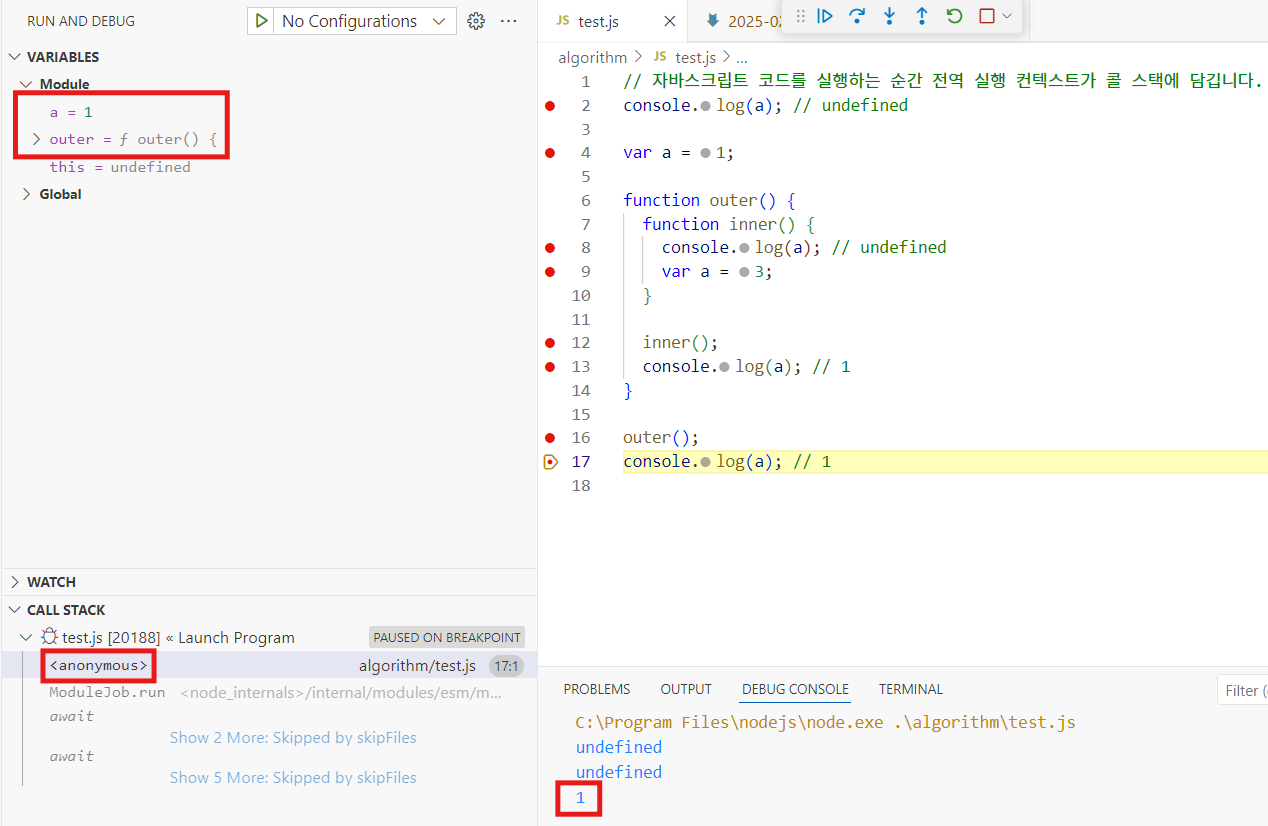 RUN AND DEBUG
No Configurations
VARIABLES
Module
a = 1
outer = ƒ outer() {
this = undefined
Global
WATCH
CALL STACK
test.js [20188] « Launch Program
PAUSED ON BREAKPOINT
<anonymous>
algorithm/test.js
17:1
ModuleJob.run
<node_internals>/internal/modules/esm/m...
await
Show 2 More: Skipped by skipFiles
await
Show 5 More: Skipped by skipFiles
JS test.js
2025-02
algorithm > JS test.js > ...
1 // 자바스크립트 코드를 실행하는 순간 전역 실행 컨텍스트가 콜 스택에 담깁니다.
2 console.log(a); // undefined
3
4 var a = 1;
5
6 function outer() {
7 function inner() {
8 console.log(a); // undefined
9 var a = 3;
10 }
11
12 inner();
13 console.log(a); // 1
14 }
15
16 outer();
17 console.log(a); // 1
18
PROBLEMS
OUTPUT
DEBUG CONSOLE
TERMINAL
Filter (
C:\Program Files\nodejs\node.exe .\algorithm\test.js
undefined
undefined
1